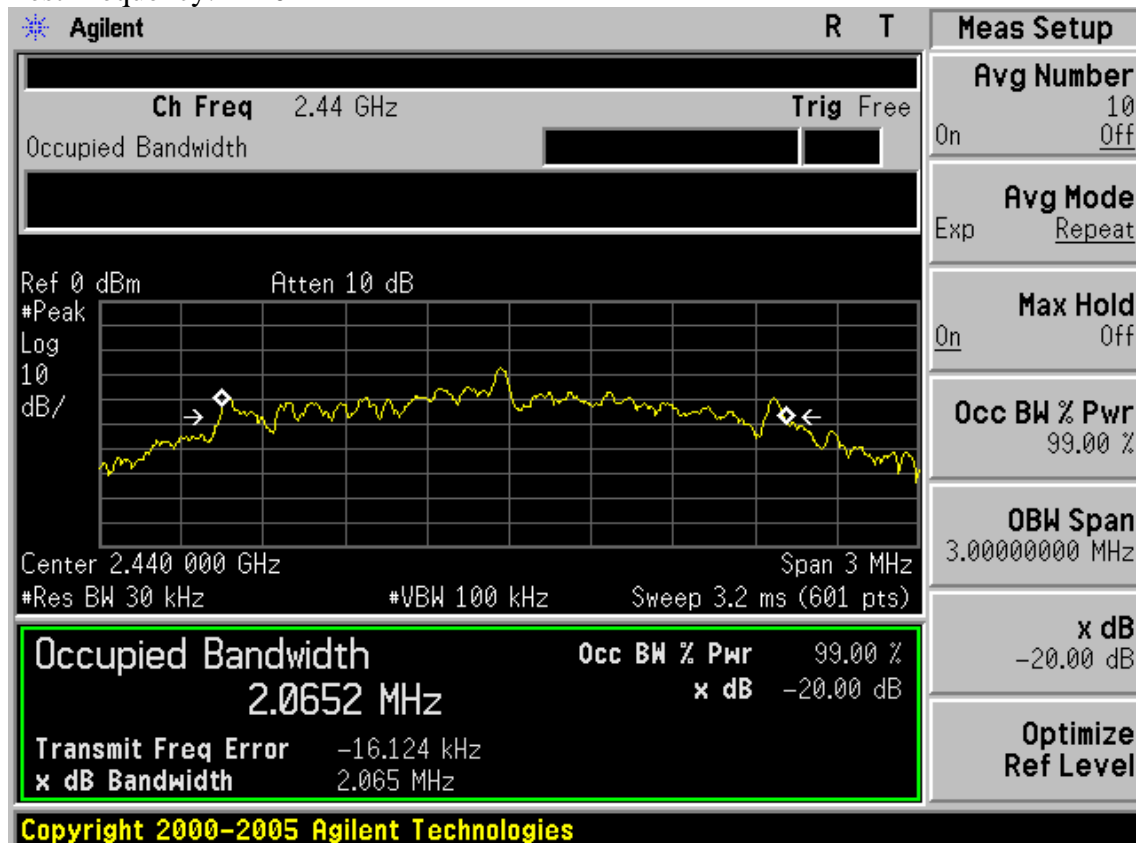 Agilent R T
Ch Freq 2.44 GHz Trig Free
Occupied Bandwidth
Ref 0 dBm Atten 10 dB
#Peak
Log
10
dB/
Center 2.440 000 GHz Span 3 MHz
#Res BW 30 kHz #VBW 100 kHz Sweep 3.2 ms (601 pts)
Occupied Bandwidth Occ BW % Pwr 99.00 %
2.0652 MHz x dB -20.00 dB
Transmit Freq Error -16.124 kHz
x dB Bandwidth 2.065 MHz
Copyright 2000-2005 Agilent Technologies
Meas Setup
Avg Number
10
On Off
Avg Mode
Exp Repeat
Max Hold
On Off
Occ BW % Pwr
99.00 %
OBW Span
3.00000000 MHz
x dB
-20.00 dB
Optimize
Ref Level